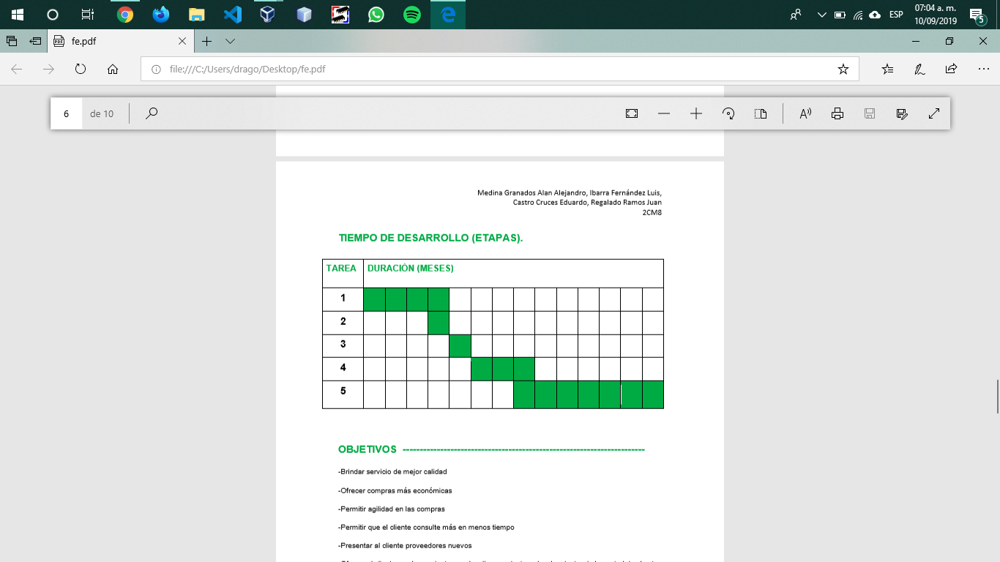 ESP
07:04 a. m.
10/09/2019
5
fe.pdf
file:///C:/Users/drago/Desktop/fe.pdf
6 de 10
Medina Granados Alan Alejandro, Ibarra Fernández Luis,
Castro Cruces Eduardo, Regalado Ramos Juan
2CM8
TIEMPO DE DESARROLLO (ETAPAS).
TAREA DURACIÓN (MESES)
1
2
3
4
5
OBJETIVOS -----------------------------------------------------------------------
-Brindar servicio de mejor calidad
-Ofrecer compras más económicas
-Permitir agilidad en las compras
-Permitir que el cliente consulte más en menos tiempo
-Presentar al cliente proveedores nuevos